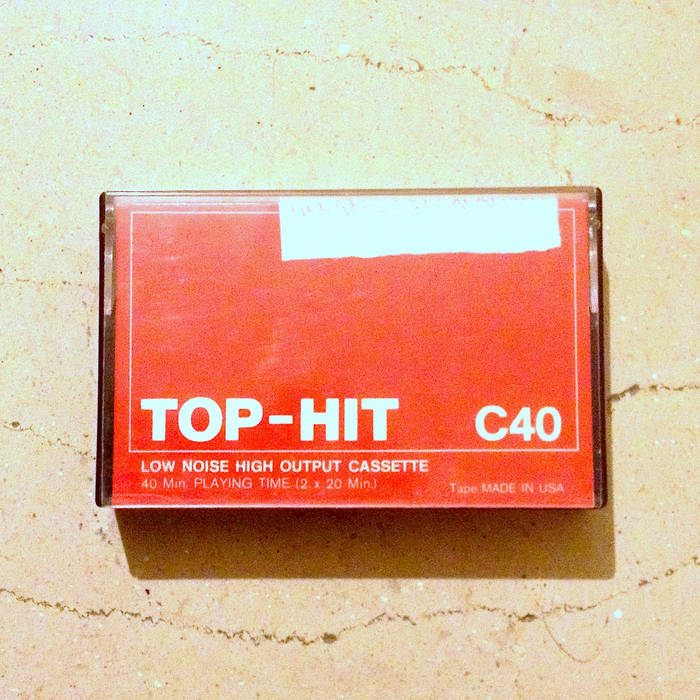 TOP-HIT C40
LOW NOISE HIGH OUTPUT CASSETTE
40 Min. PLAYING TIME (2 x 20 Min.)
Tape MADE IN USA